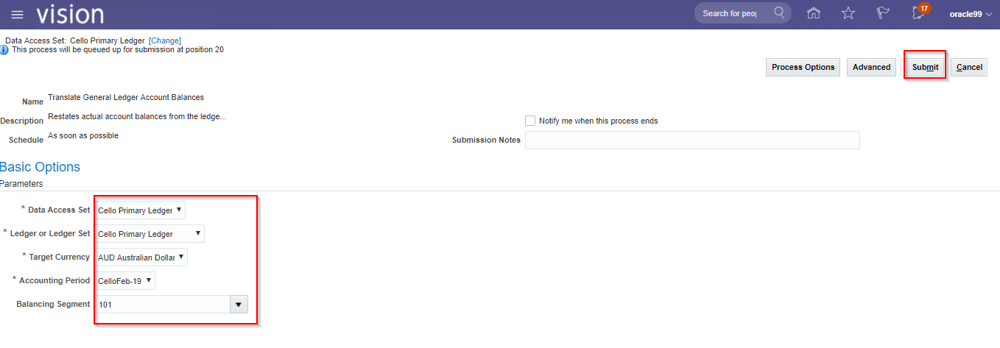 vision
Search for peop
17
oracle99
Data Access Set: Cello Primary Ledger [Change]
This process will be queued up for submission at position 20
Process Options Advanced Submit Cancel
Name Translate General Ledger Account Balances
Description Restates actual account balances from the ledge...
Notify me when this process ends
Schedule As soon as possible
Submission Notes
Basic Options
Parameters
* Data Access Set Cello Primary Ledger
* Ledger or Ledger Set Cello Primary Ledger
* Target Currency AUD Australian Dollar
* Accounting Period CelloFeb-19
Balancing Segment 101